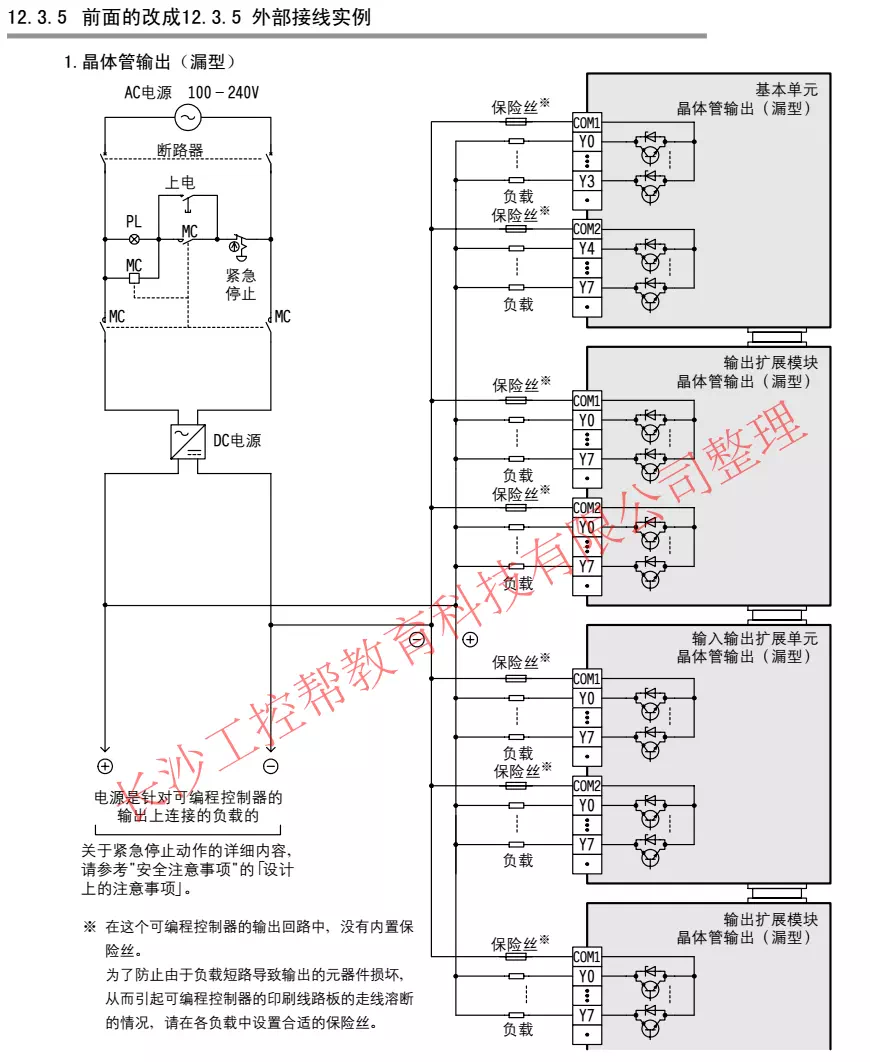 12.3.5 前面的改成12.3.5 外部接线实例
1.晶体管输出（漏型）
AC电源 100－240V
断路器
上电
PL
MC
MC
紧急
停止
MC
MC
DC电源
⊕
⊖
电源是针对可编程控制器的
输出上连接的负载的
关于紧急停止动作的详细内容，
请参考"安全注意事项"的「设计
上的注意事项」。
※ 在这个可编程控制器的输出回路中，没有内置保
险丝。
为了防止由于负载短路导致输出的元器件损坏，
从而引起可编程控制器的印刷线路板的走线溶断
的情况，请在各负载中设置合适的保险丝。
基本单元
晶体管输出（漏型）
保险丝※
COM1
Y0
Y3
负载
保险丝※
COM2
Y4
Y7
负载
输出扩展模块
晶体管输出（漏型）
保险丝※
COM1
Y0
Y7
负载
保险丝※
COM2
Y0
Y7
负载
⊖ ⊕
输入输出扩展单元
晶体管输出（漏型）
保险丝※
COM1
Y0
Y7
负载
保险丝※
COM2
Y0
Y7
负载
输出扩展模块
晶体管输出（漏型）
保险丝※
COM1
Y0
Y7
负载
长沙工控帮教育科技有限公司整理